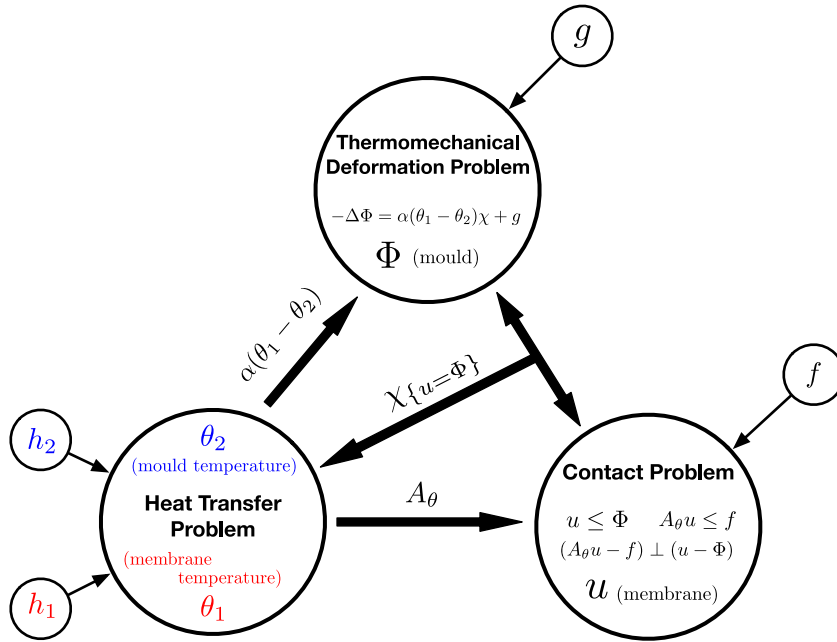 g
Thermomechanical
Deformation Problem
−ΔΦ = α(θ₁ − θ₂)χ + g
Φ (mould)
α(θ₁ − θ₂)
χ{u=Φ}
f
h₂
θ₂
(mould temperature)
Heat Transfer
Problem
(membrane
temperature)
θ₁
h₁
A_θ
Contact Problem
u ≤ Φ A_θu ≤ f
(A_θu − f) ⊥ (u − Φ)
u (membrane)